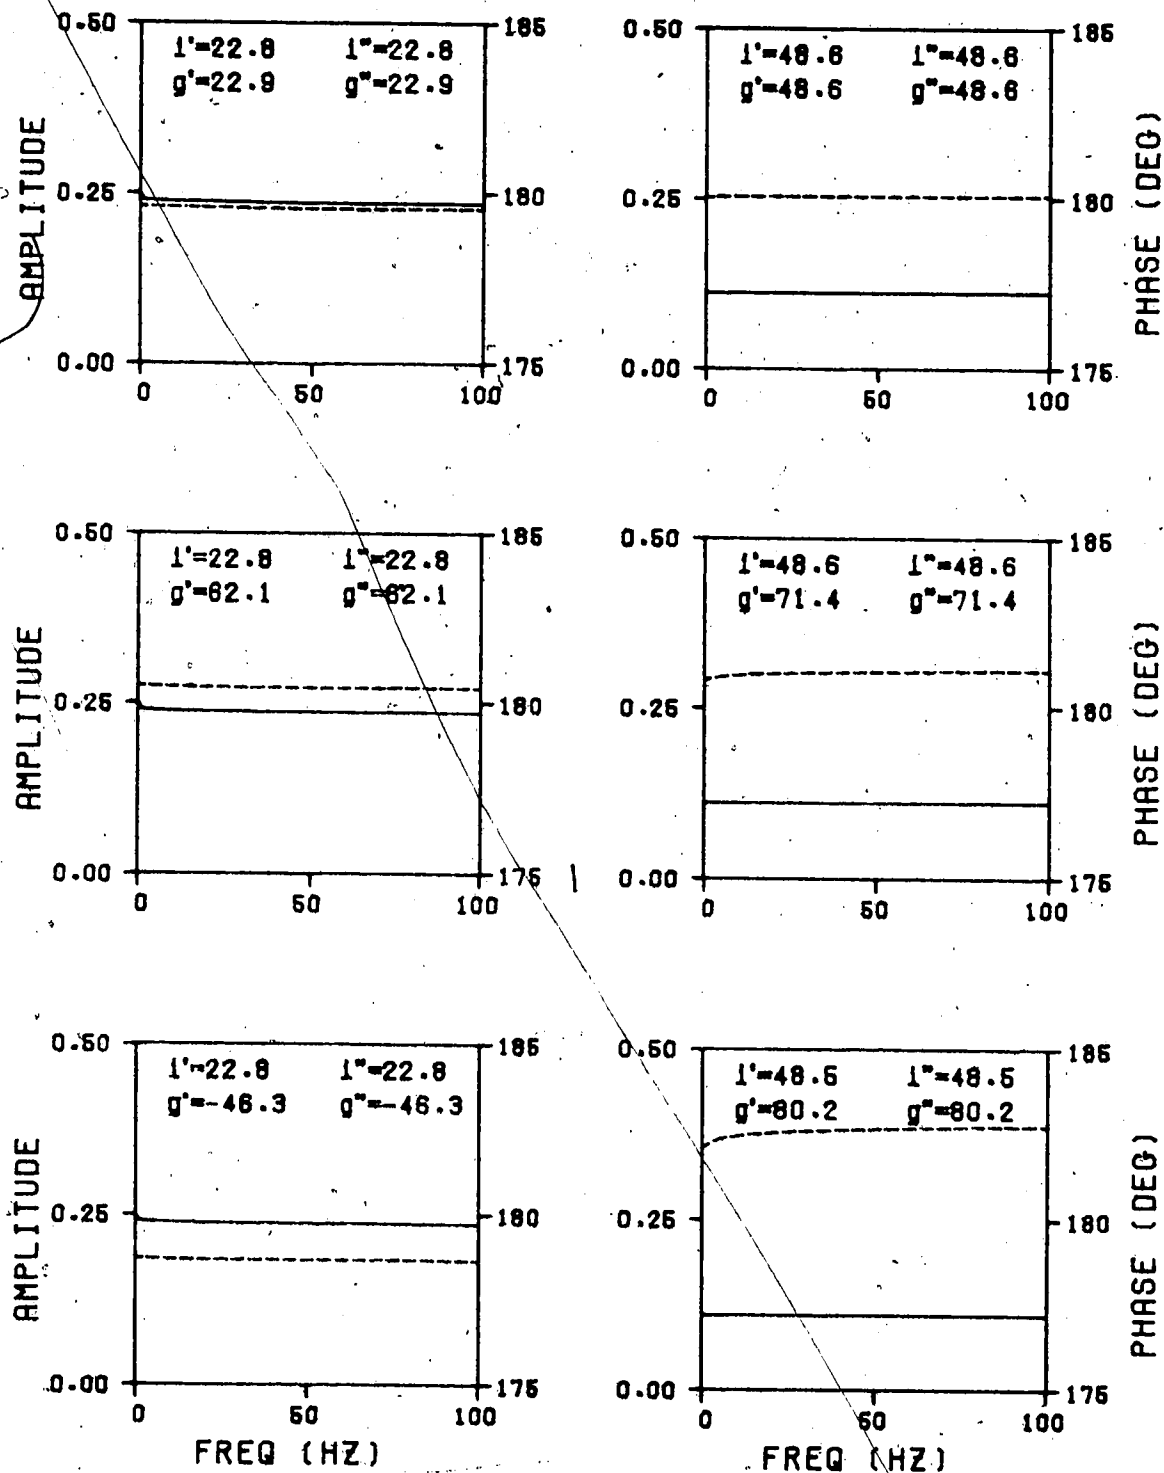 0.50 185 0.50 185
i'=22.8 i"=22.8 i'=48.6 i"=48.6
g'=22.9 g"=22.9 g'=48.6 g"=48.6
AMPLITUDE 0.25 180 0.25 180 PHASE (DEG)
0.00 175 0.00 175
0 50 100 0 50 100
0.50 185 0.50 185
i'=22.8 i"=22.8 i'=48.6 i"=48.6
g'=62.1 g"=62.1 g'=71.4 g"=71.4
AMPLITUDE 0.25 180 0.25 180 PHASE (DEG)
0.00 175 0.00 175
0 50 100 0 50 100
0.50 185 0.50 185
i'=22.8 i"=22.8 i'=48.5 i"=48.5
g'=-46.3 g"=-46.3 g'=80.2 g"=80.2
AMPLITUDE 0.25 180 0.25 180 PHASE (DEG)
0.00 175 0.00 175
0 50 100 0 50 100
FREQ (HZ) FREQ (HZ)